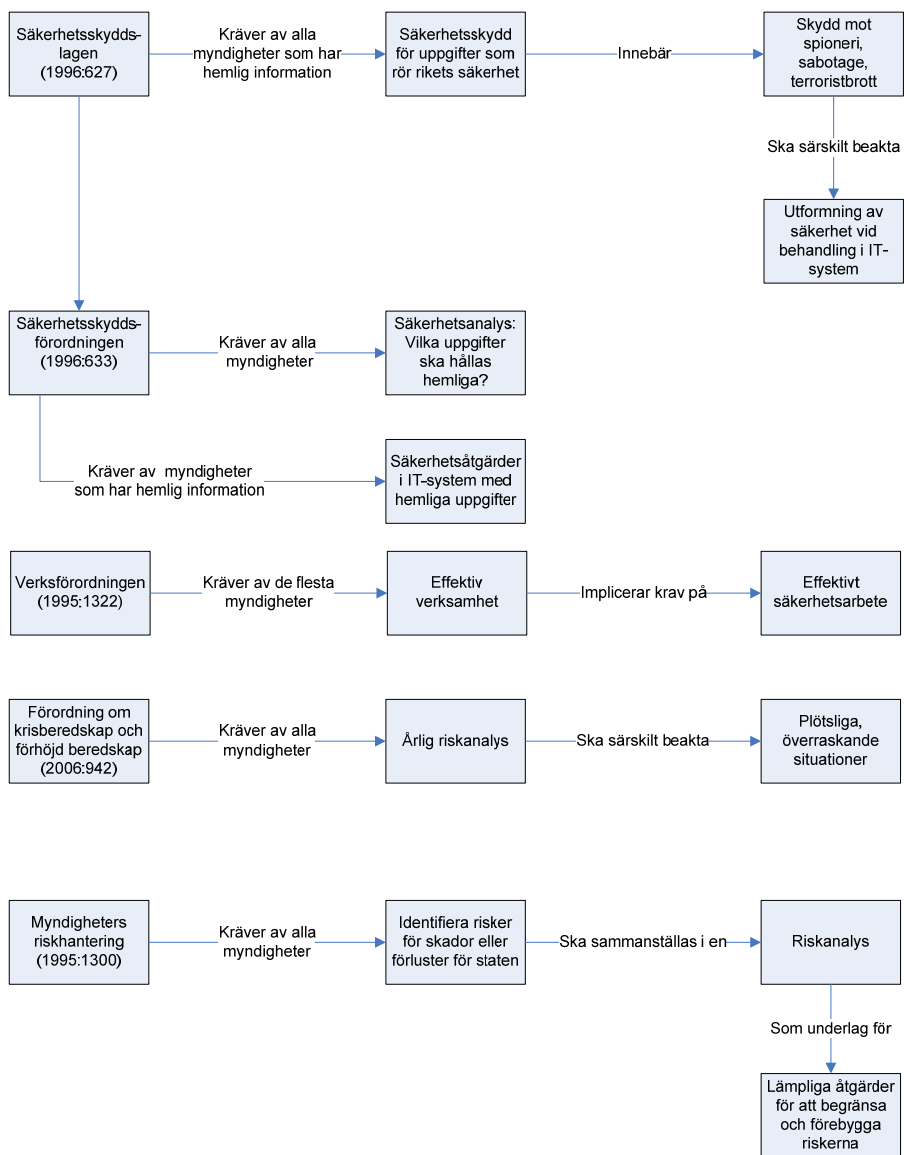 Säkerhetsskydds-
lagen
(1996:627)
Kräver av alla
myndigheter som har
hemlig information
Säkerhetsskydd
för uppgifter som
rör rikets säkerhet
Innebär
Skydd mot
spioneri,
sabotage,
terroristbrott
Ska särskilt beakta
Utformning av
säkerhet vid
behandling i IT-
system
Säkerhetsskydds-
förordningen
(1996:633)
Kräver av alla
myndigheter
Säkerhetsanalys:
Vilka uppgifter
ska hållas
hemliga?
Kräver av myndigheter
som har hemlig information
Säkerhetsåtgärder
i IT-system med
hemliga uppgifter
Verksförordningen
(1995:1322)
Kräver av de flesta
myndigheter
Effektiv
verksamhet
Implicerar krav på
Effektivt
säkerhetsarbete
Förordning om
krisberedskap och
förhöjd beredskap
(2006:942)
Kräver av alla
myndigheter
Årlig riskanalys
Ska särskilt beakta
Plötsliga,
överraskande
situationer
Myndigheters
riskhantering
(1995:1300)
Kräver av alla
myndigheter
Identifiera risker
för skador eller
förluster för staten
Ska sammanställas i en
Riskanalys
Som underlag för
Lämpliga åtgärder
för att begränsa
och förebygga
riskerna